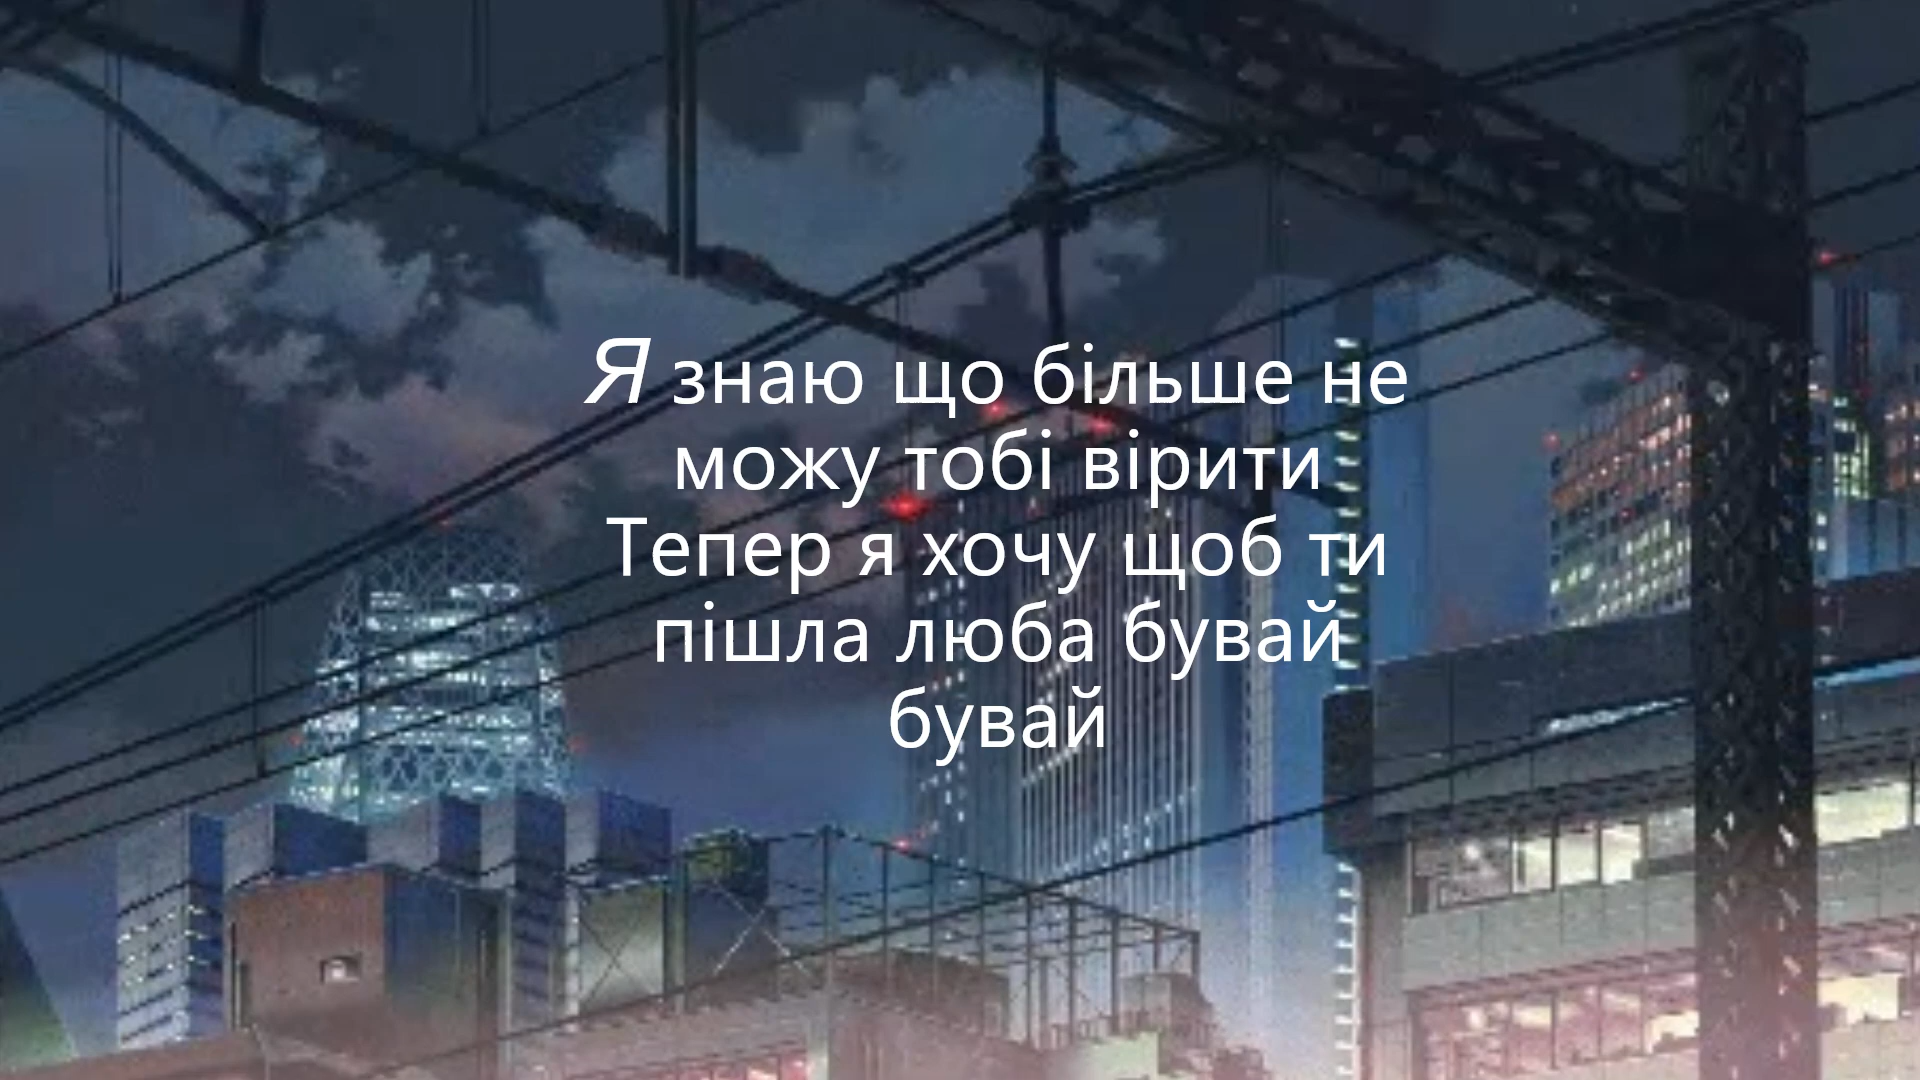 Я знаю що більше не
можу тобі вірити
Тепер я хочу щоб ти
пішла люба бувай
бувай